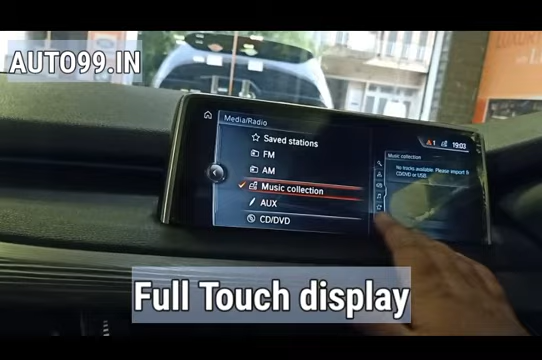 AUTO99.IN
Media/Radio
Saved stations
FM
AM
Music collection
AUX
CD/DVD
1
19:03
Music collection
No tracks available. Please import fr
CD/DVD or USB.
Full Touch display